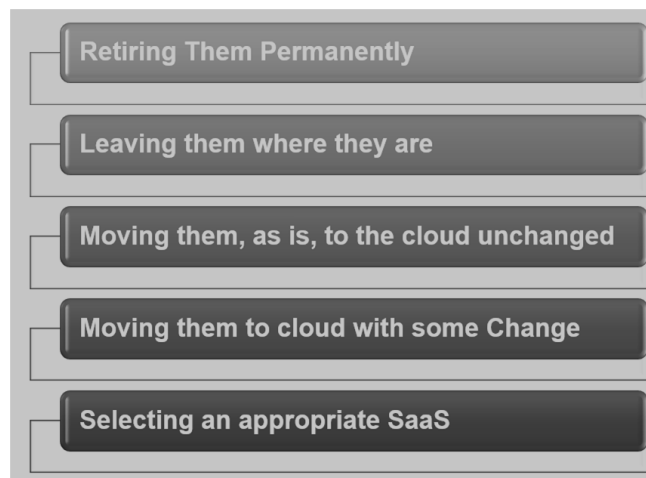 Retiring Them Permanently
Leaving them where they are
Moving them, as is, to the cloud unchanged
Moving them to cloud with some Change
Selecting an appropriate SaaS